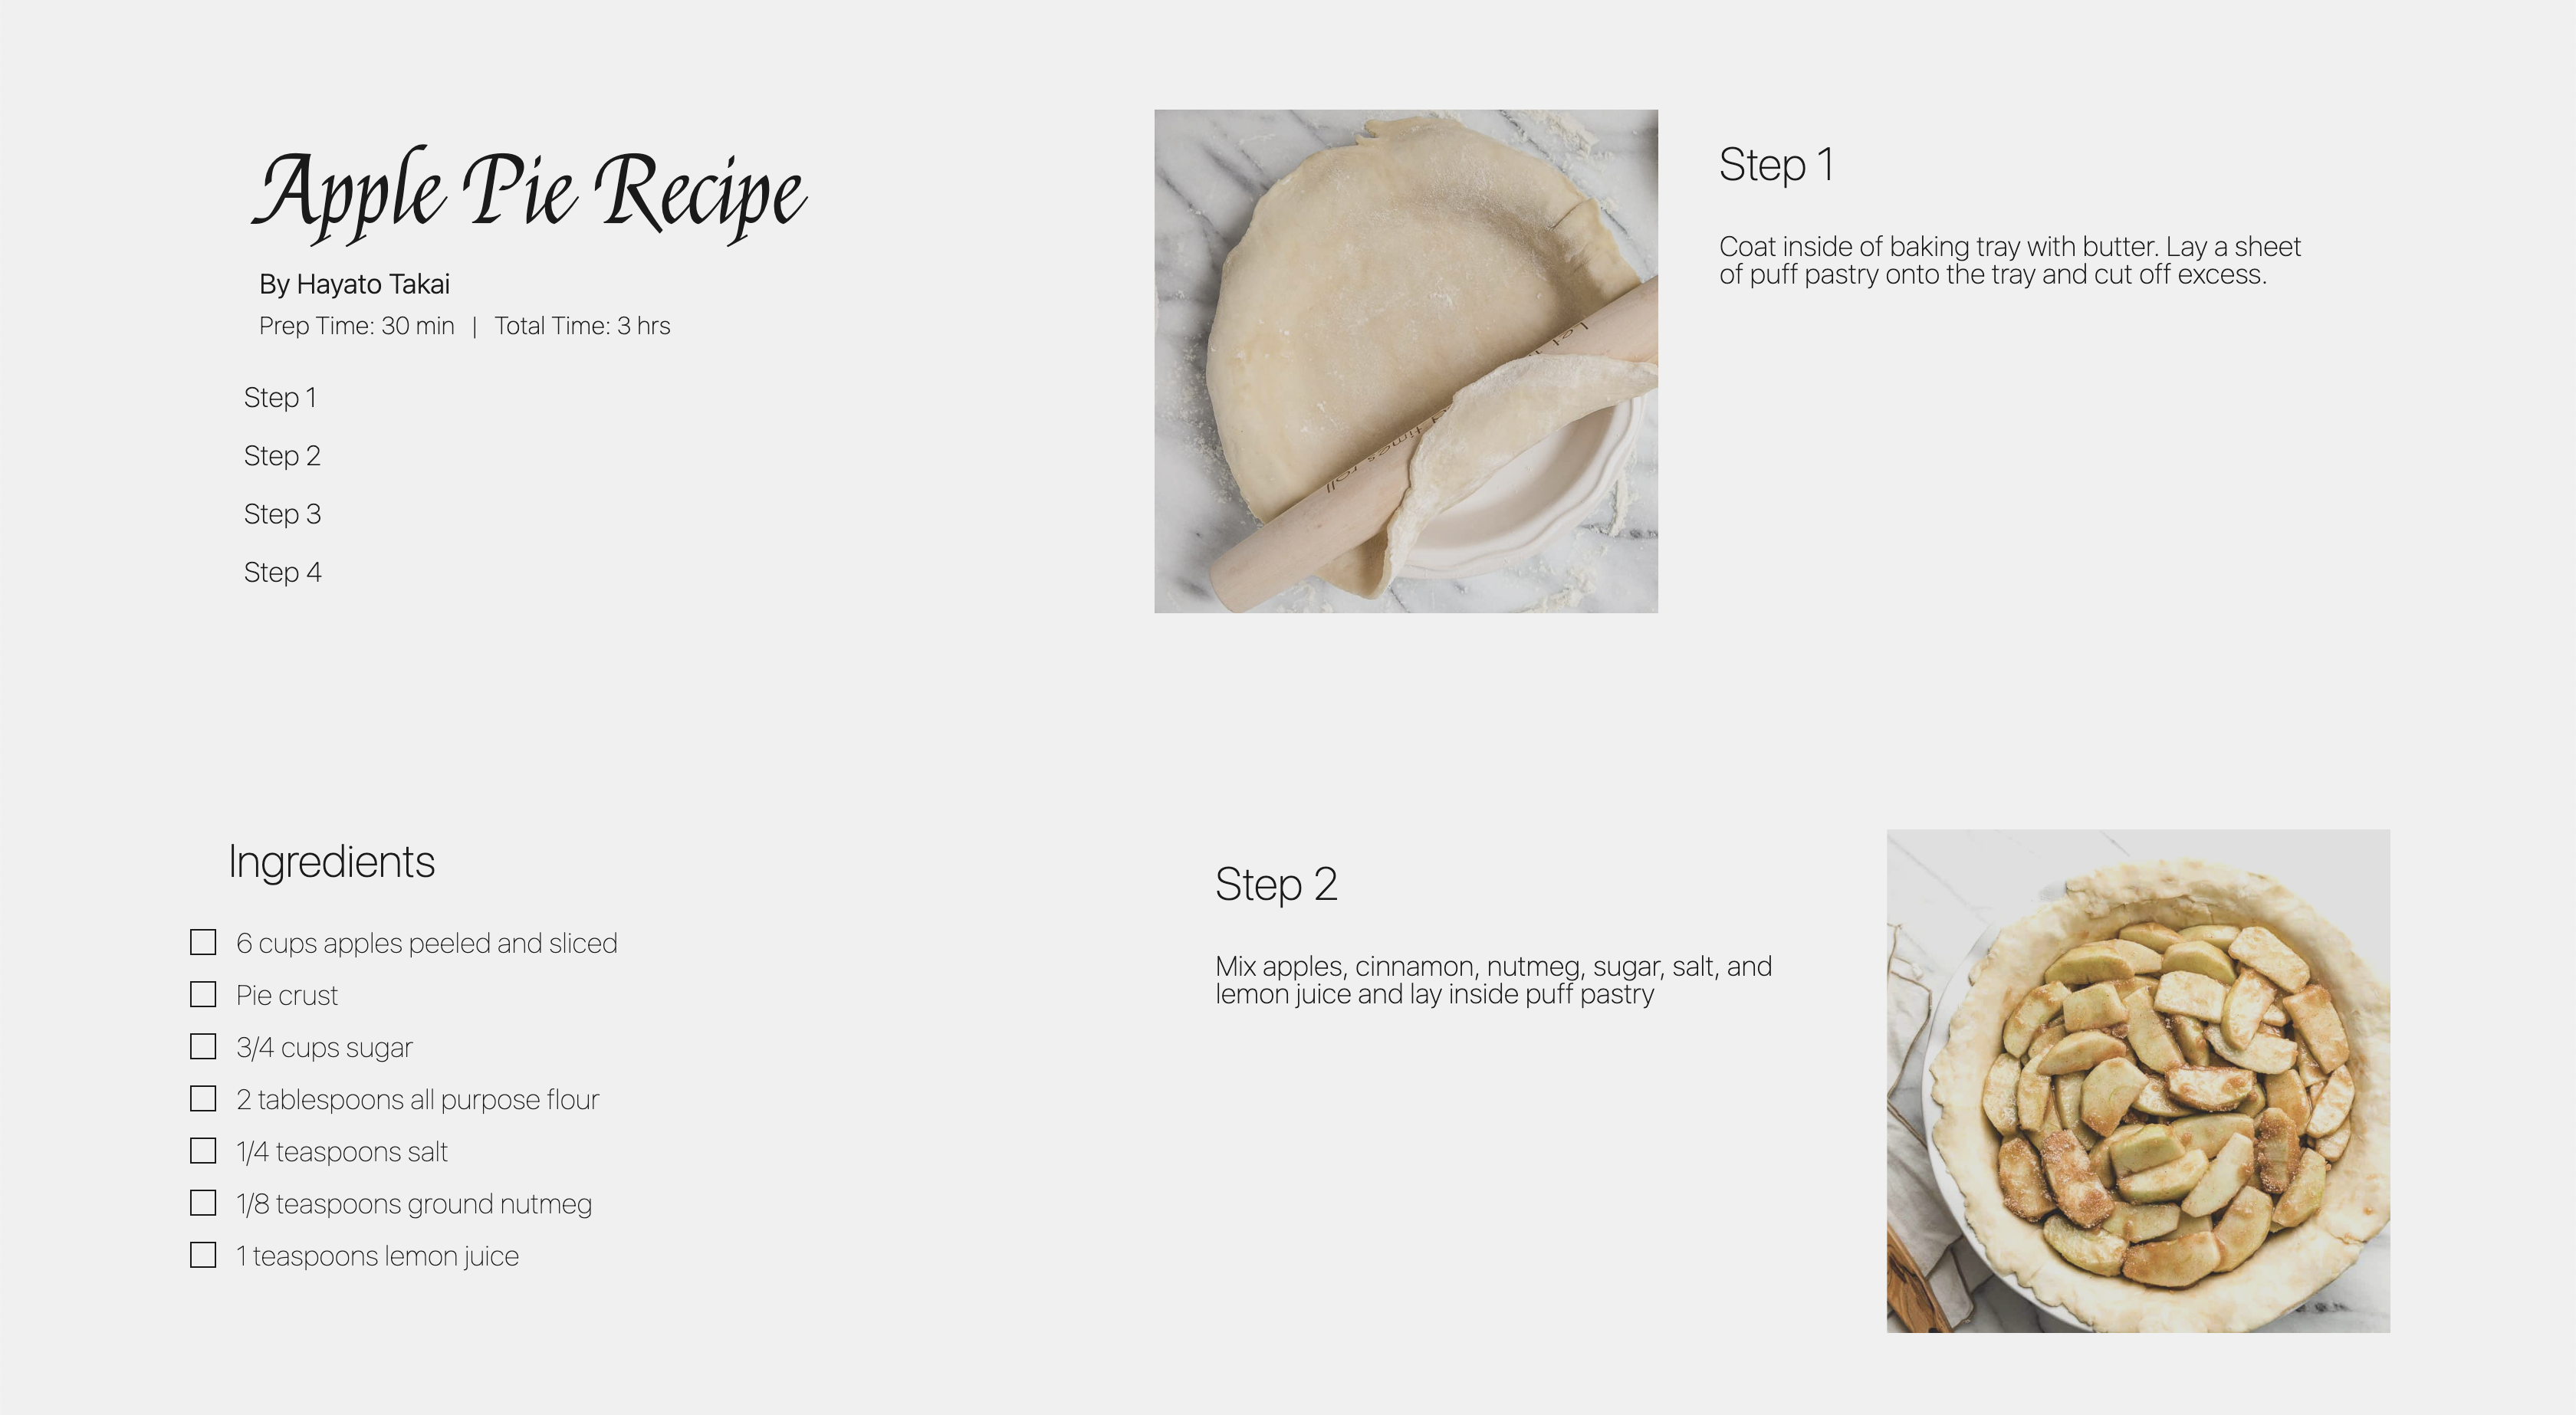 Apple Pie Recipe
By Hayato Takai
Prep Time: 30 min | Total Time: 3 hrs
Step 1
Step 2
Step 3
Step 4
Ingredients
6 cups apples peeled and sliced
Pie crust
3/4 cups sugar
2 tablespoons all purpose flour
1/4 teaspoons salt
1/8 teaspoons ground nutmeg
1 teaspoons lemon juice
Step 1
Coat inside of baking tray with butter. Lay a sheet
of puff pastry onto the tray and cut off excess.
Step 2
Mix apples, cinnamon, nutmeg, sugar, salt, and
lemon juice and lay inside puff pastry